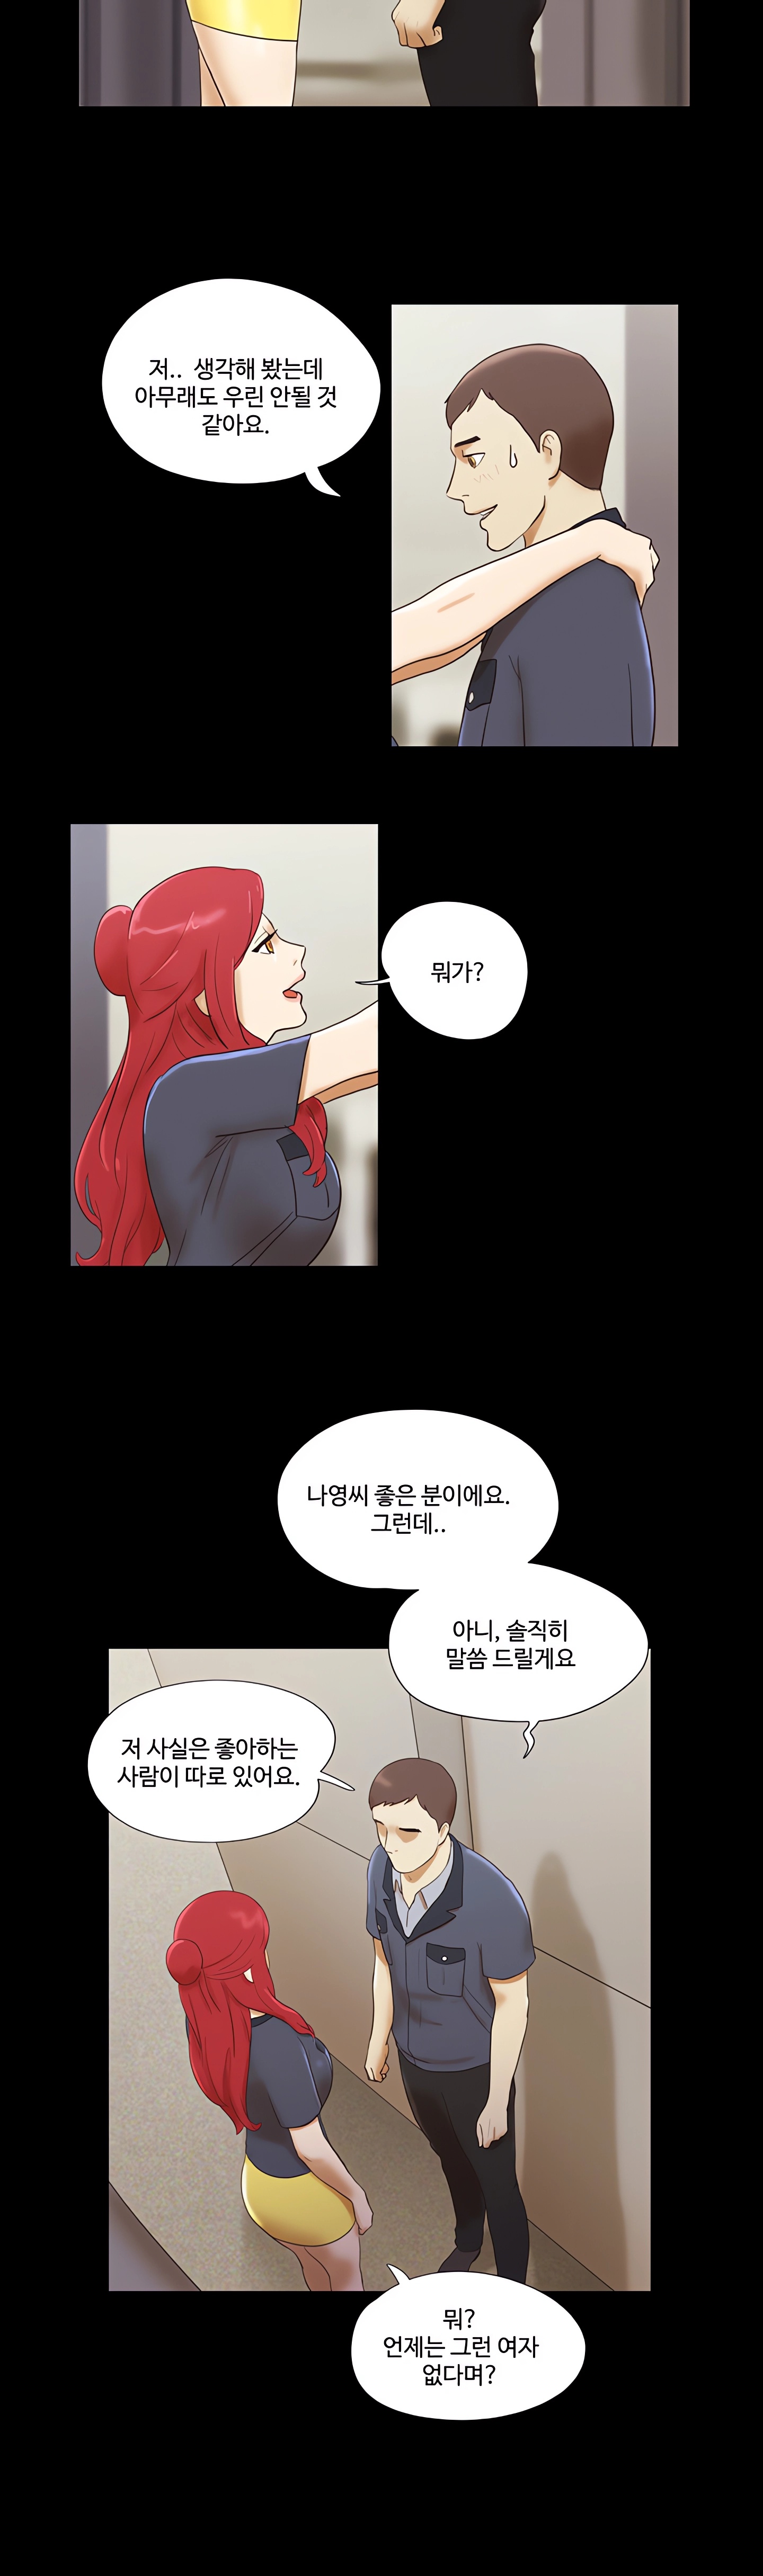 저.. 생각해 봤는데
아무래도 우린 안될 것
같아요.
뭐가?
나영씨 좋은 분이에요.
그런데..
아니, 솔직히
말씀 드릴게요
저 사실은 좋아하는
사람이 따로 있어요.
뭐?
언제는 그런 여자
없다며?